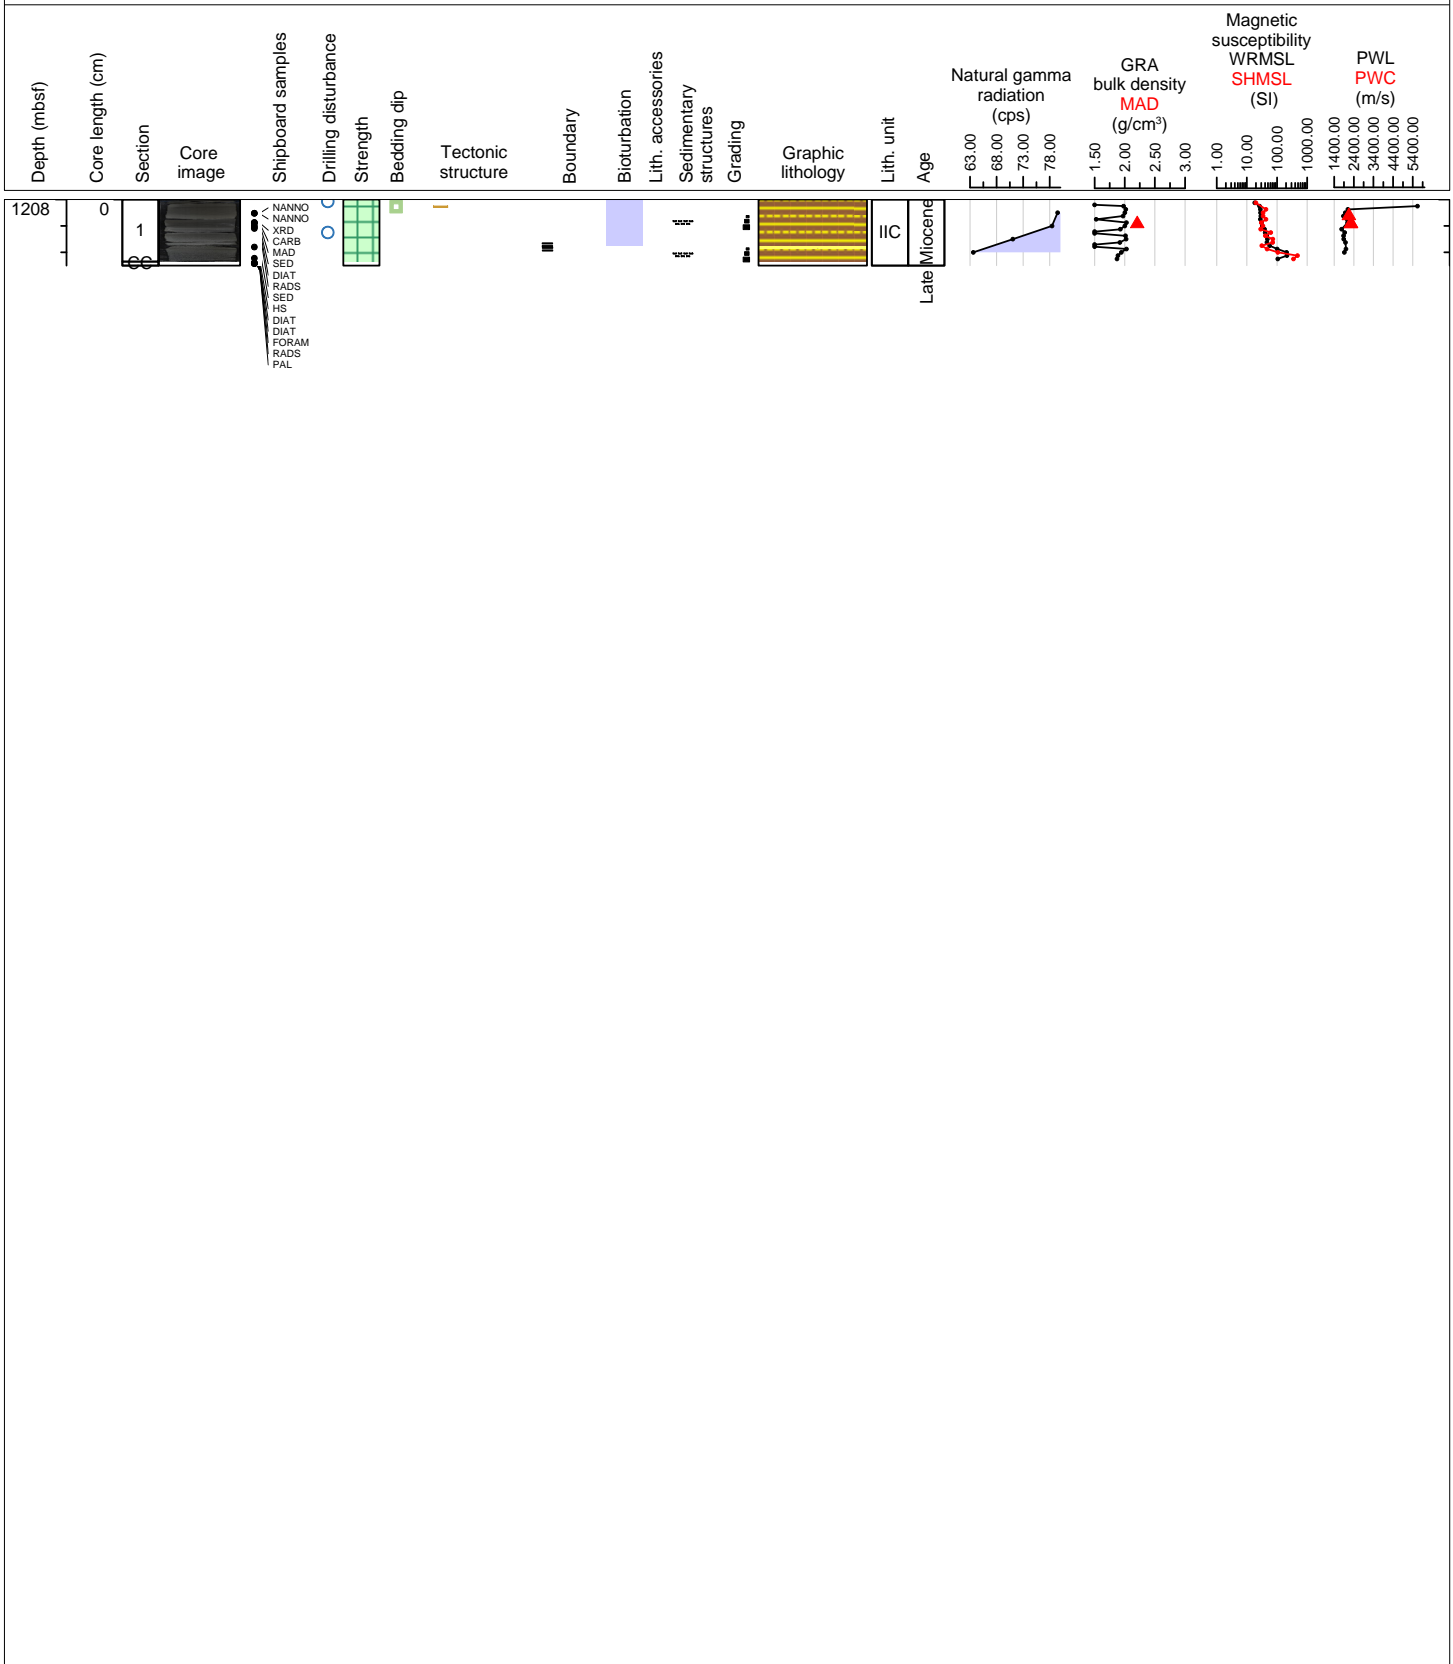 Depth (mbsf)
Core length (cm)
Section
Core
image
Shipboard samples
Drilling disturbance
Strength
Bedding dip
Tectonic
structure
Boundary
Bioturbation
Lith. accessories
Sedimentary
structures
Grading
Graphic
lithology
Lith. unit
Age
Natural gamma
radiation
(cps)
63.00
68.00
73.00
78.00
GRA
bulk density
MAD
(g/cm³)
1.50
2.00
2.50
3.00
Magnetic
susceptibility
WRMSL
SHMSL
(SI)
1.00
10.00
100.00
1000.00
PWL
PWC
(m/s)
1400.00
2400.00
3400.00
4400.00
5400.00
1208
0
1
CC
NANNO
NANNO
XRD
CARB
MAD
SED
DIAT
RADS
SED
HS
DIAT
DIAT
FORAM
RADS
PAL
IIC
Late Miocene